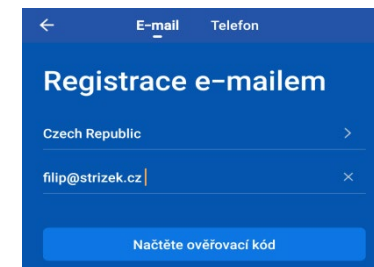 E-mail Telefon
Registrace e-mailem
Czech Republic
filip@strizek.cz
Načtěte ověřovací kód